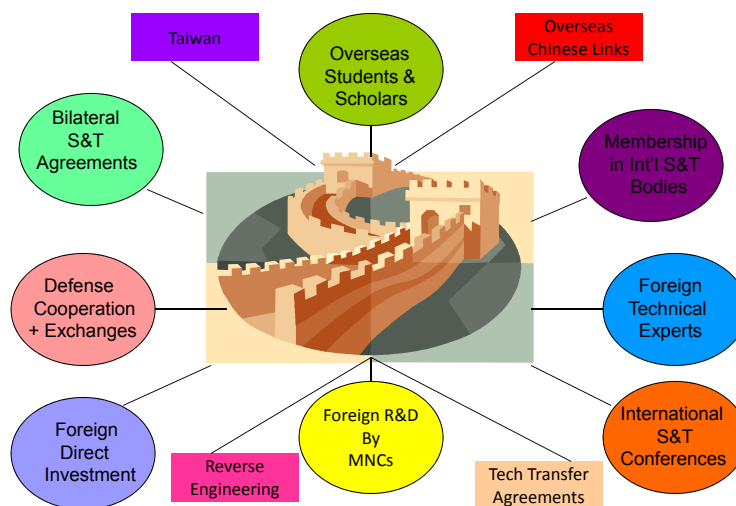 Taiwan
Overseas
Students &
Scholars
Overseas
Chinese Links
Bilateral
S&T
Agreements
Membership
in Int'l S&T
Bodies
Defense
Cooperation
+ Exchanges
Foreign
Technical
Experts
Foreign
Direct
Investment
Reverse
Engineering
Foreign R&D
By
MNCs
Tech Transfer
Agreements
International
S&T
Conferences